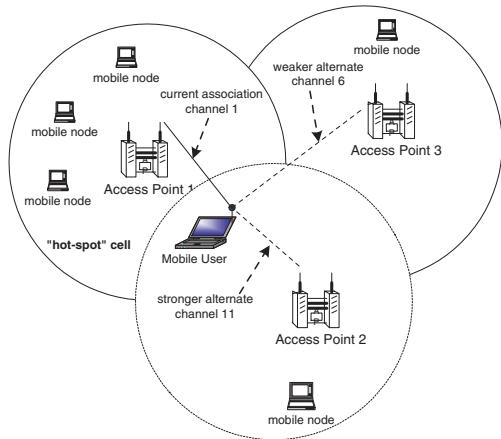 mobile node
mobile node
weaker alternate
channel 6
mobile node
current association
channel 1
Access Point 3
Access Point 1
mobile node
"hot-spot" cell
Mobile User
stronger alternate
channel 11
Access Point 2
mobile node